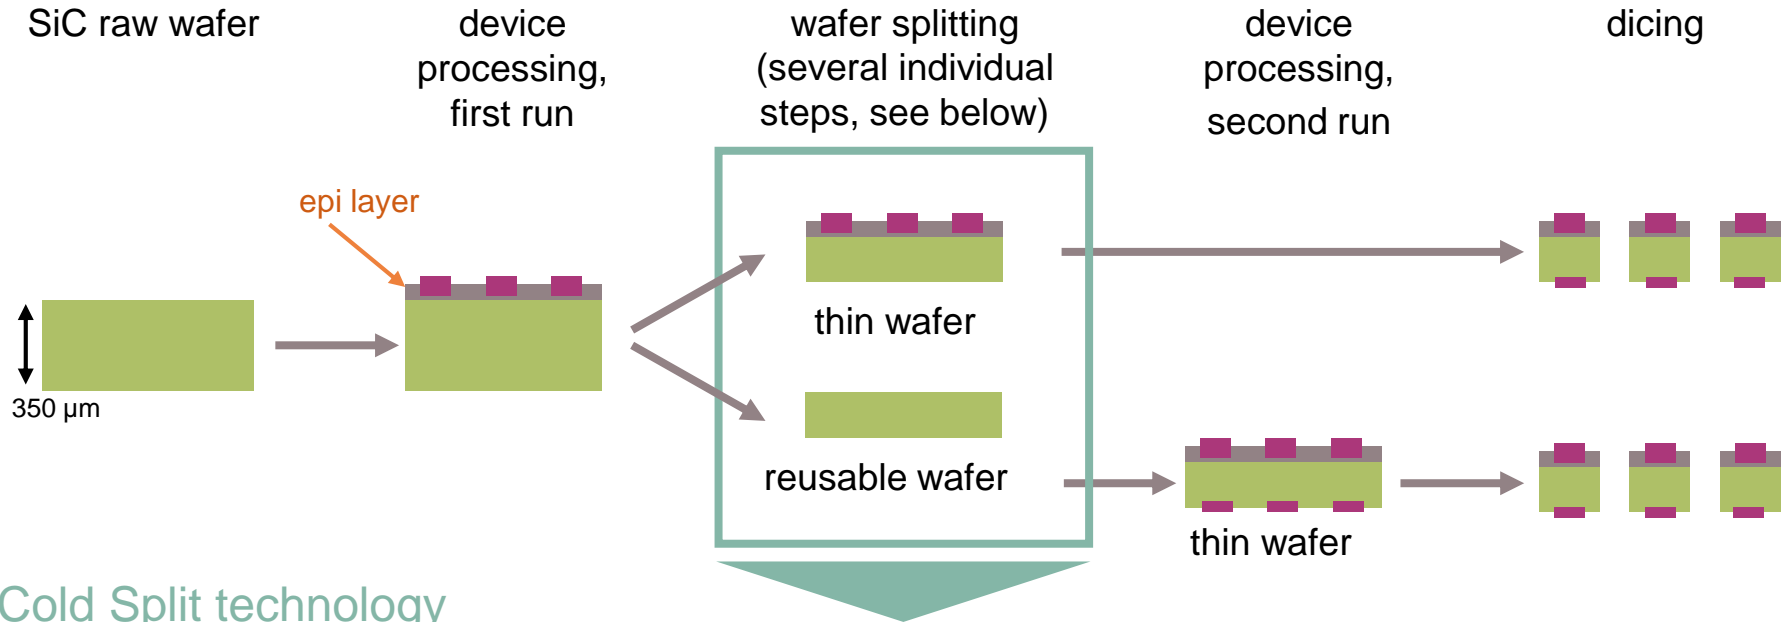 SiC raw wafer
device
processing,
first run
wafer splitting
(several individual
steps, see below)
device
processing,
second run
dicing
epi layer
350 µm
thin wafer
reusable wafer
thin wafer
Cold Split technology